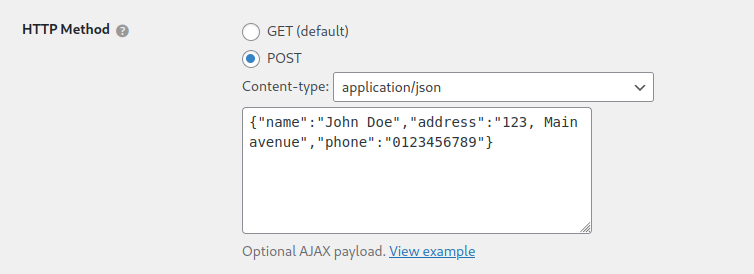 HTTP Method ?
GET (default)
POST
Content-type: application/json
{"name":"John Doe","address":"123, Main
avenue","phone":"0123456789"}
Optional AJAX payload. View example